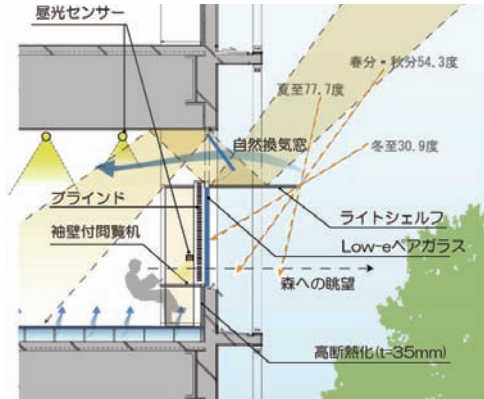 昼光センサー
春分・秋分54.3度
夏至77.7度
自然換気窓
冬至30.9度
ブラインド
ライトシェルフ
袖壁付閲覧机
Low-eペアガラス
森への眺望
高断熱化(t=35mm)